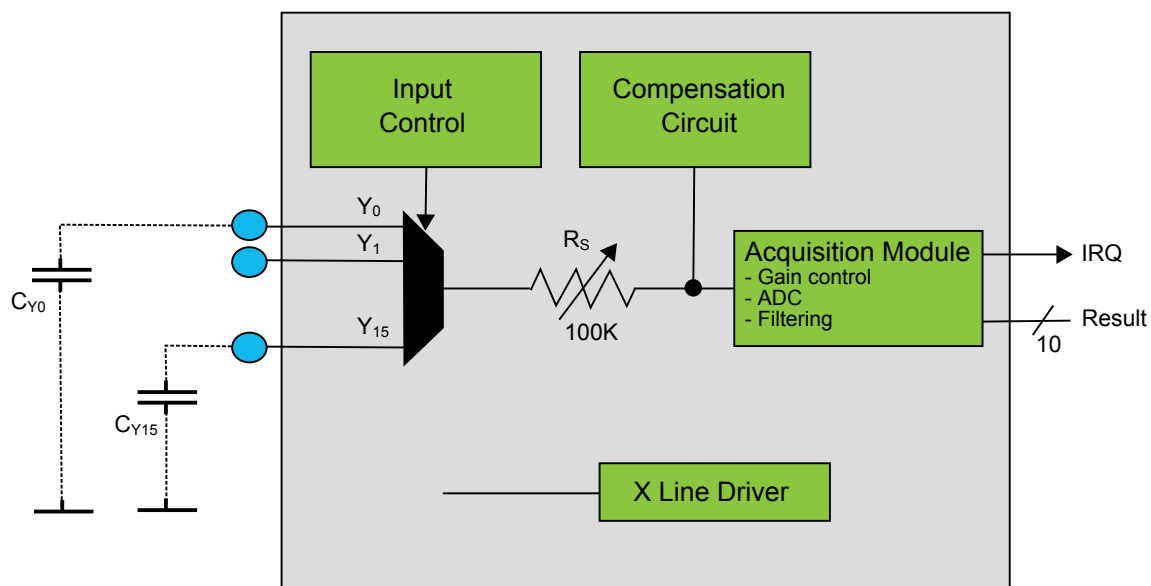 Input
Control
Compensation
Circuit
Y0
Y1
RS
Acquisition Module
- Gain control
- ADC
- Filtering
IRQ
CY0
Y15
100K
Result
10
CY15
X Line Driver